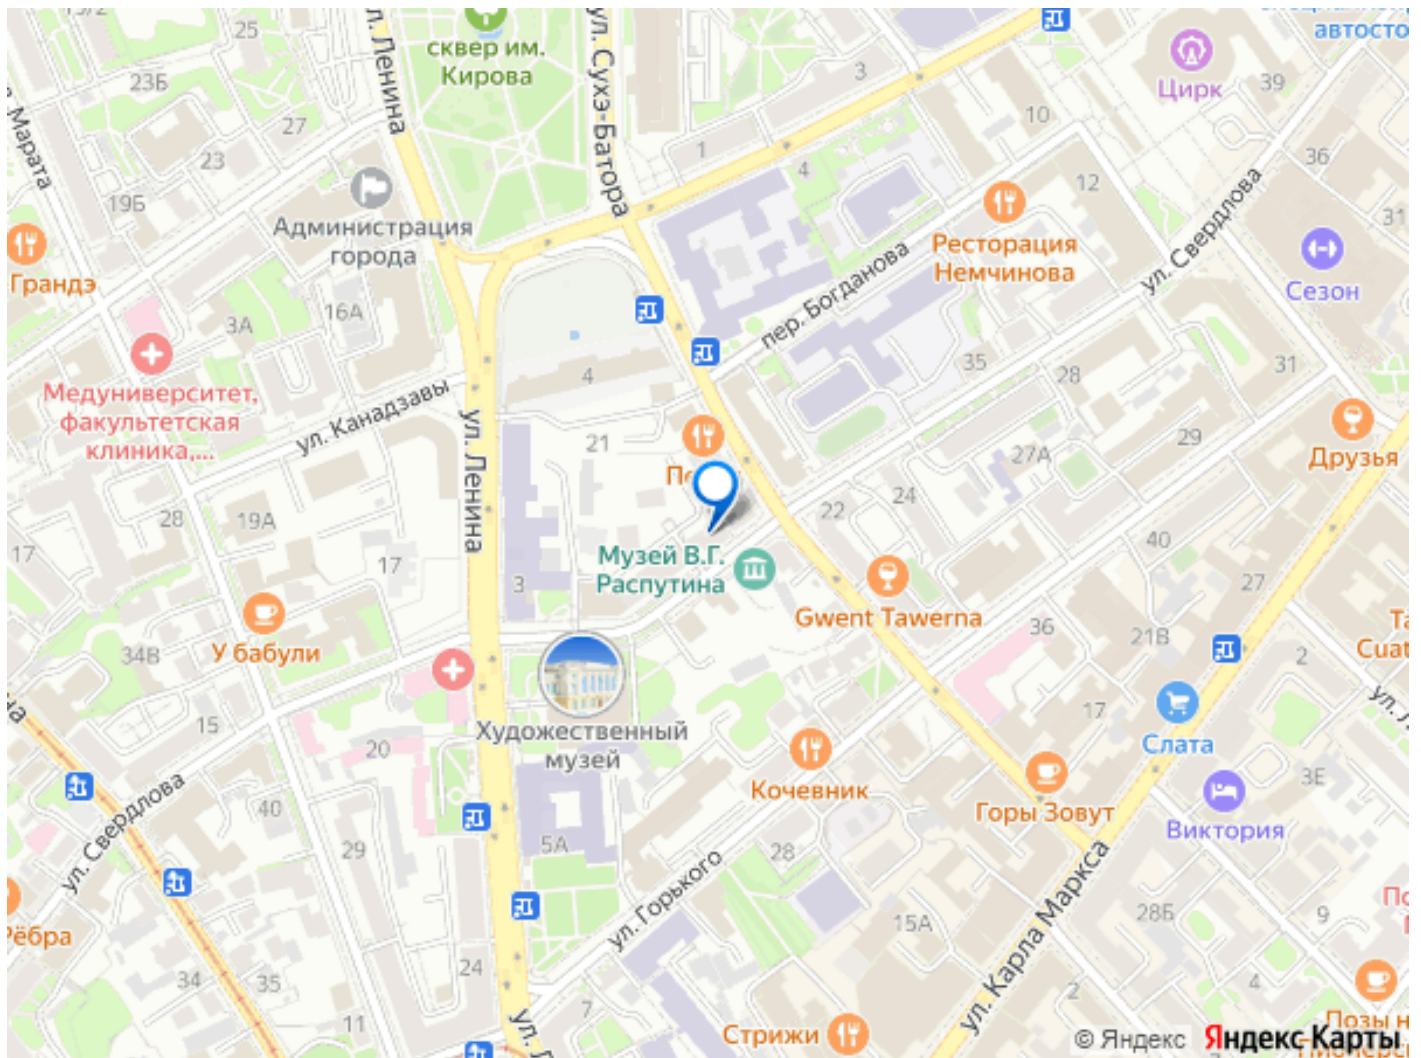 сквер им.
Кирова
ул. Сухэ-Батора
л. Ленина
автосто
Цирк
39
23Б
25
27
23
19Б
Марата
3
1
4
10
12
36
31
Администрация
города
Грандэ
Ресторация
Немчинова
ул. Свердлова
Сезон
пер. Богданова
16А
3А
Медуниверситет,
факультетская
клиника,...
ул. Канадзавы
ул. Ленина
4
21
35
28
31
29
27А
Друзья
28
19А
17
17
24
22
40
27
Музей В.Г.
Распутина
3
Gwent Tawerna
36
21В
2
Cuat
34В
У бабули
15
20
Художественный
музей
17
Слата
3Е
Кочевник
Горы Зовут
Виктория
ул. Свердлова
40
29
5А
28
ул. Горького
15А
ул. Карла Маркса
28Б
9
Рёбра
34
35
24
11
7
2
Стрижи
ул.
Позы н
© Яндекс Яндекс Карты